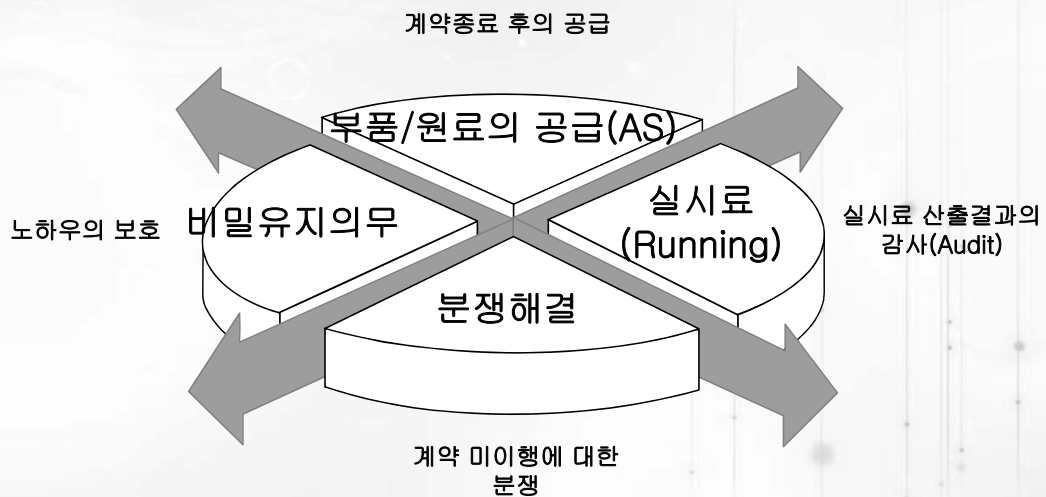 계약종료 후의 공급
부품/원료의 공급(AS)
노하우의 보호
비밀유지의무
실시료
(Running)
실시료 산출결과의
감사(Audit)
분쟁해결
계약 미이행에 대한
분쟁